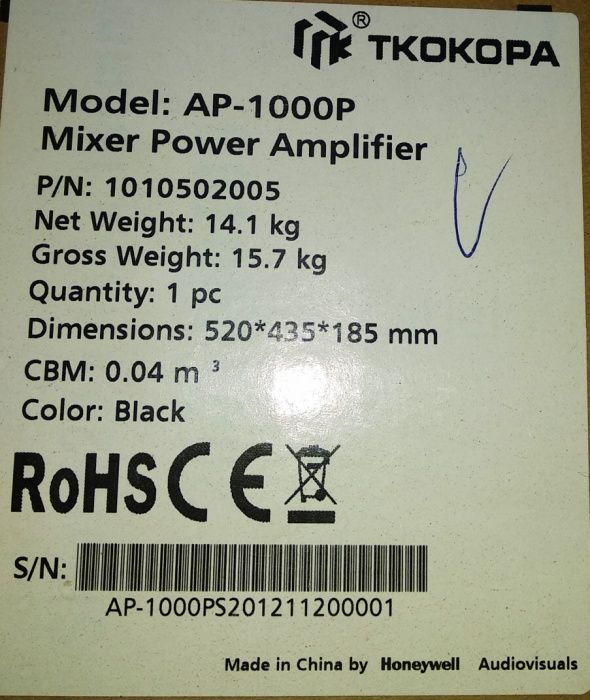 ® TKOKOPA
Model: AP-1000P
Mixer Power Amplifier
P/N: 1010502005
Net Weight: 14.1 kg
Gross Weight: 15.7 kg
Quantity: 1 pc
Dimensions: 520*435*185 mm
CBM: 0.04 m ³
Color: Black
RoHS CE
S/N:
AP-1000PS201211200001
Made in China by Honeywell Audiovisuals